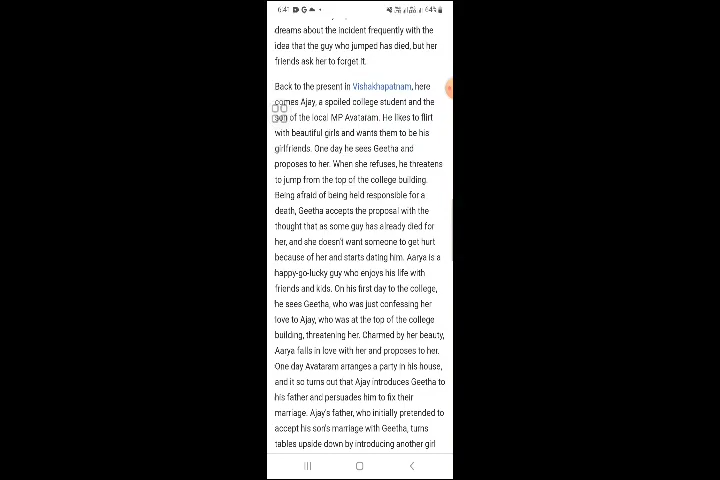 6:41
64%
dreams about the incident frequently with the
idea that the guy who jumped has died, but her
friends ask her to forget it.
Back to the present in Vishakhapatnam, here
comes Ajay, a spoiled college student and the
son of the local MP Avataram. He likes to flirt
with beautiful girls and wants them to be his
girlfriends. One day he sees Geetha and
proposes to her. When she refuses, he threatens
to jump from the top of the college building.
Being afraid of being held responsible for a
death, Geetha accepts the proposal with the
thought that as some guy has already died for
her, and she doesn't want someone to get hurt
because of her and starts dating him. Aarya is a
happy-go-lucky guy who enjoys his life with
friends and kids. On his first day to the college,
he sees Geetha, who was just confessing her
love to Ajay, who was at the top of the college
building, threatening her. Charmed by her beauty,
Aarya falls in love with her and proposes to her.
One day Avataram arranges a party in his house,
and it so turns out that Ajay introduces Geetha to
his father and persuades him to fix their
marriage. Ajay's father, who initially pretended to
accept his son's marriage with Geetha, turns
tables upside down by introducing another girl